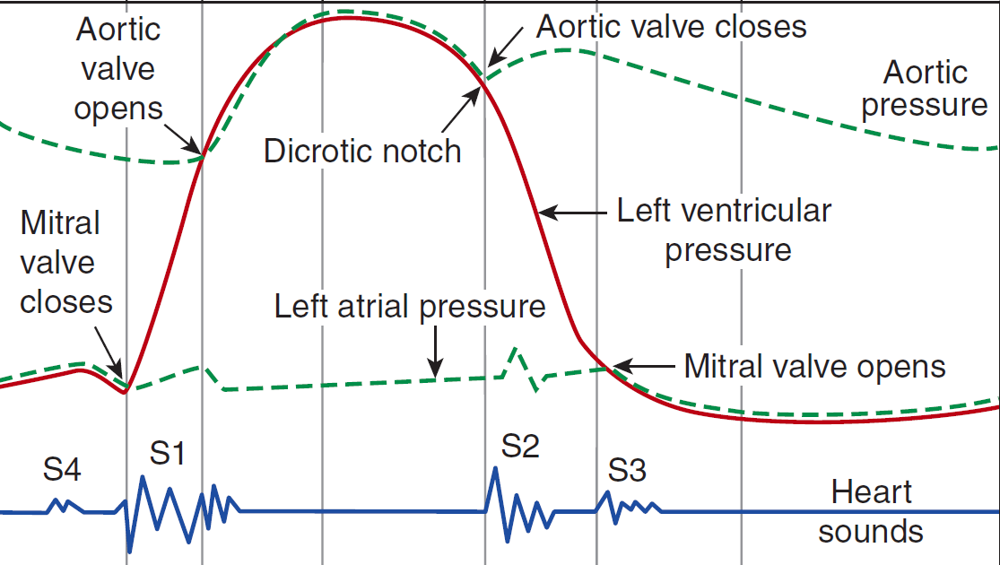 Aortic
valve
opens
Aortic valve closes
Aortic
pressure
Dicrotic notch
Mitral
valve
closes
Left ventricular
pressure
Left atrial pressure
Mitral valve opens
S4
S1
S2
S3
Heart
sounds